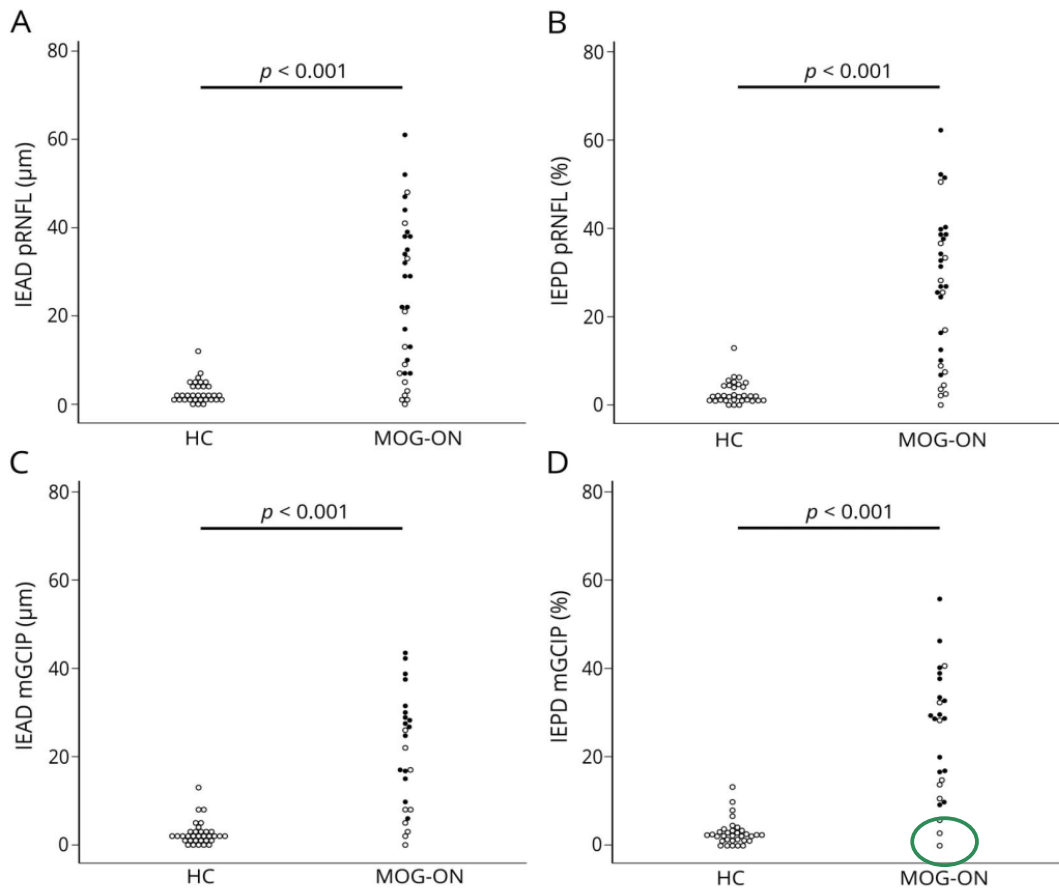 A
80
60
40
20
0
IEAD pRNFL (μm)
p < 0.001
HC MOG-ON
B
80
60
40
20
0
IEPD pRNFL (%)
p < 0.001
HC MOG-ON
C
80
60
40
20
0
IEAD mGCIP (μm)
p < 0.001
HC MOG-ON
D
80
60
40
20
0
IEPD mGCIP (%)
p < 0.001
HC MOG-ON